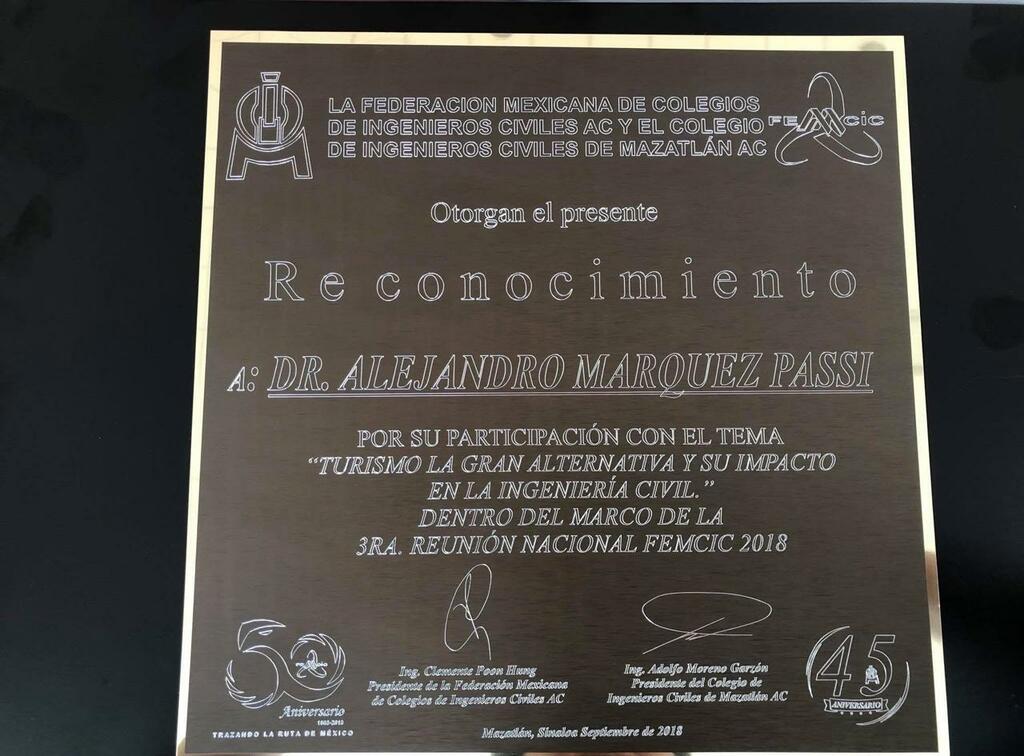 LA FEDERACION MEXICANA DE COLEGIOS
DE INGENIEROS CIVILES AC Y EL COLEGIO
DE INGENIEROS CIVILES DE MAZATLÁN AC
FEMCIC
Otorgan el presente
Reconocimiento
A: DR. ALEJANDRO MARQUEZ PASSI
POR SU PARTICIPACIÓN CON EL TEMA
“TURISMO LA GRAN ALTERNATIVA Y SU IMPACTO
EN LA INGENIERÍA CIVIL.”
DENTRO DEL MARCO DE LA
3RA. REUNIÓN NACIONAL FEMCIC 2018
Ing. Clemente Poon Hung
Presidente de la Federación Mexicana
de Colegios de Ingenieros Civiles AC
Ing. Adolfo Moreno Garzón
Presidente del Colegio de
Ingenieros Civiles de Mazatlán AC
50
FEMCIC
Aniversario
TRAZANDO LA RUTA DE MÉXICO
45
ANIVERSARIO
Mazatlán, Sinaloa Septiembre de 2018